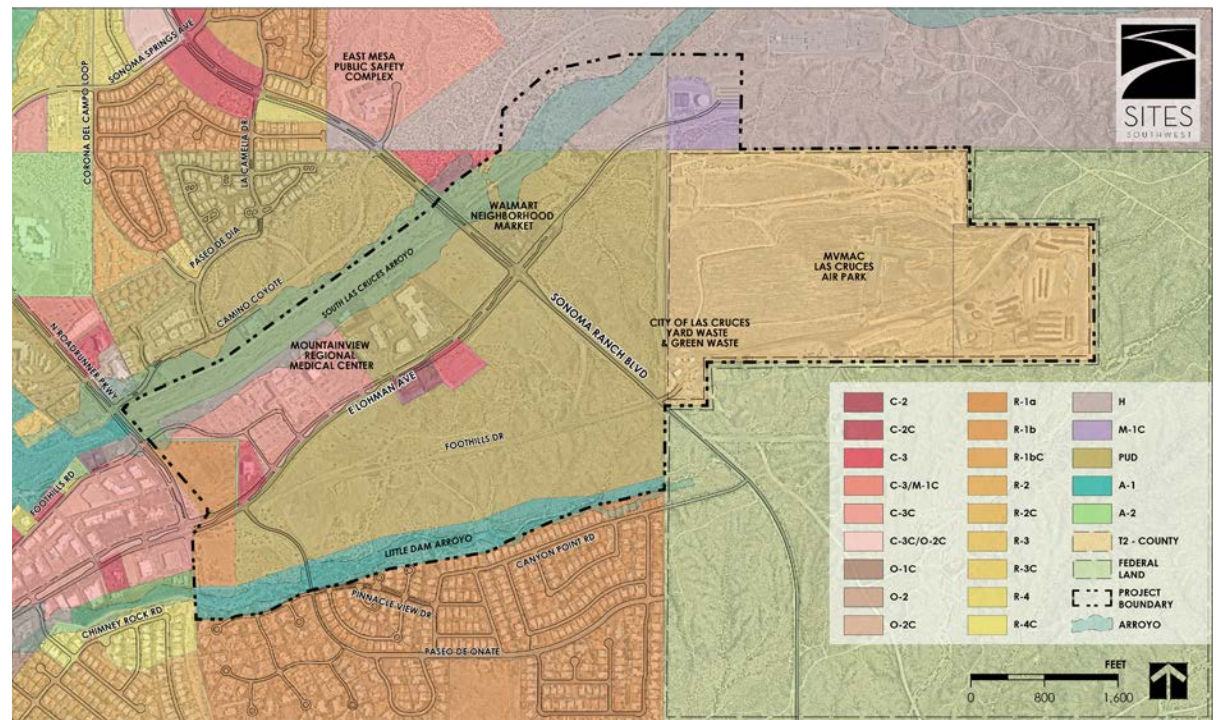 SONOMA SPRINGS AVE
CORONA DEL CAMPO LOOP
LA CAMELIA DR
EAST MESA
PUBLIC SAFETY
COMPLEX
SITES
SOUTHWEST
PASEO DE DIA
WALMART
NEIGHBORHOOD
MARKET
CAMINO COYOTE
SOUTH LAS CRUCES ARROYO
MVMAC
LAS CRUCES
AIR PARK
N ROADRUNNER PKWY
MOUNTAINVIEW
REGIONAL
MEDICAL CENTER
SONOMA RANCH BLVD
CITY OF LAS CRUCES
YARD WASTE
& GREEN WASTE
E LOHMAN AVE
FOOTHILLS DR
FOOTHILLS RD
LITTLE DAM ARROYO
CANYON POINT RD
PINNACLE VIEW DR
CHIMNEY ROCK RD
PASEO DE ONATE
C-2
C-2C
C-3
C-3/M-1C
C-3C
C-3C/O-2C
O-1C
O-2
O-2C
R-1a
R-1b
R-1bC
R-2
R-2C
R-3
R-3C
R-4
R-4C
H
M-1C
PUD
A-1
A-2
T2 - COUNTY
FEDERAL
LAND
PROJECT
BOUNDARY
ARROYO
FEET
0 800 1,600